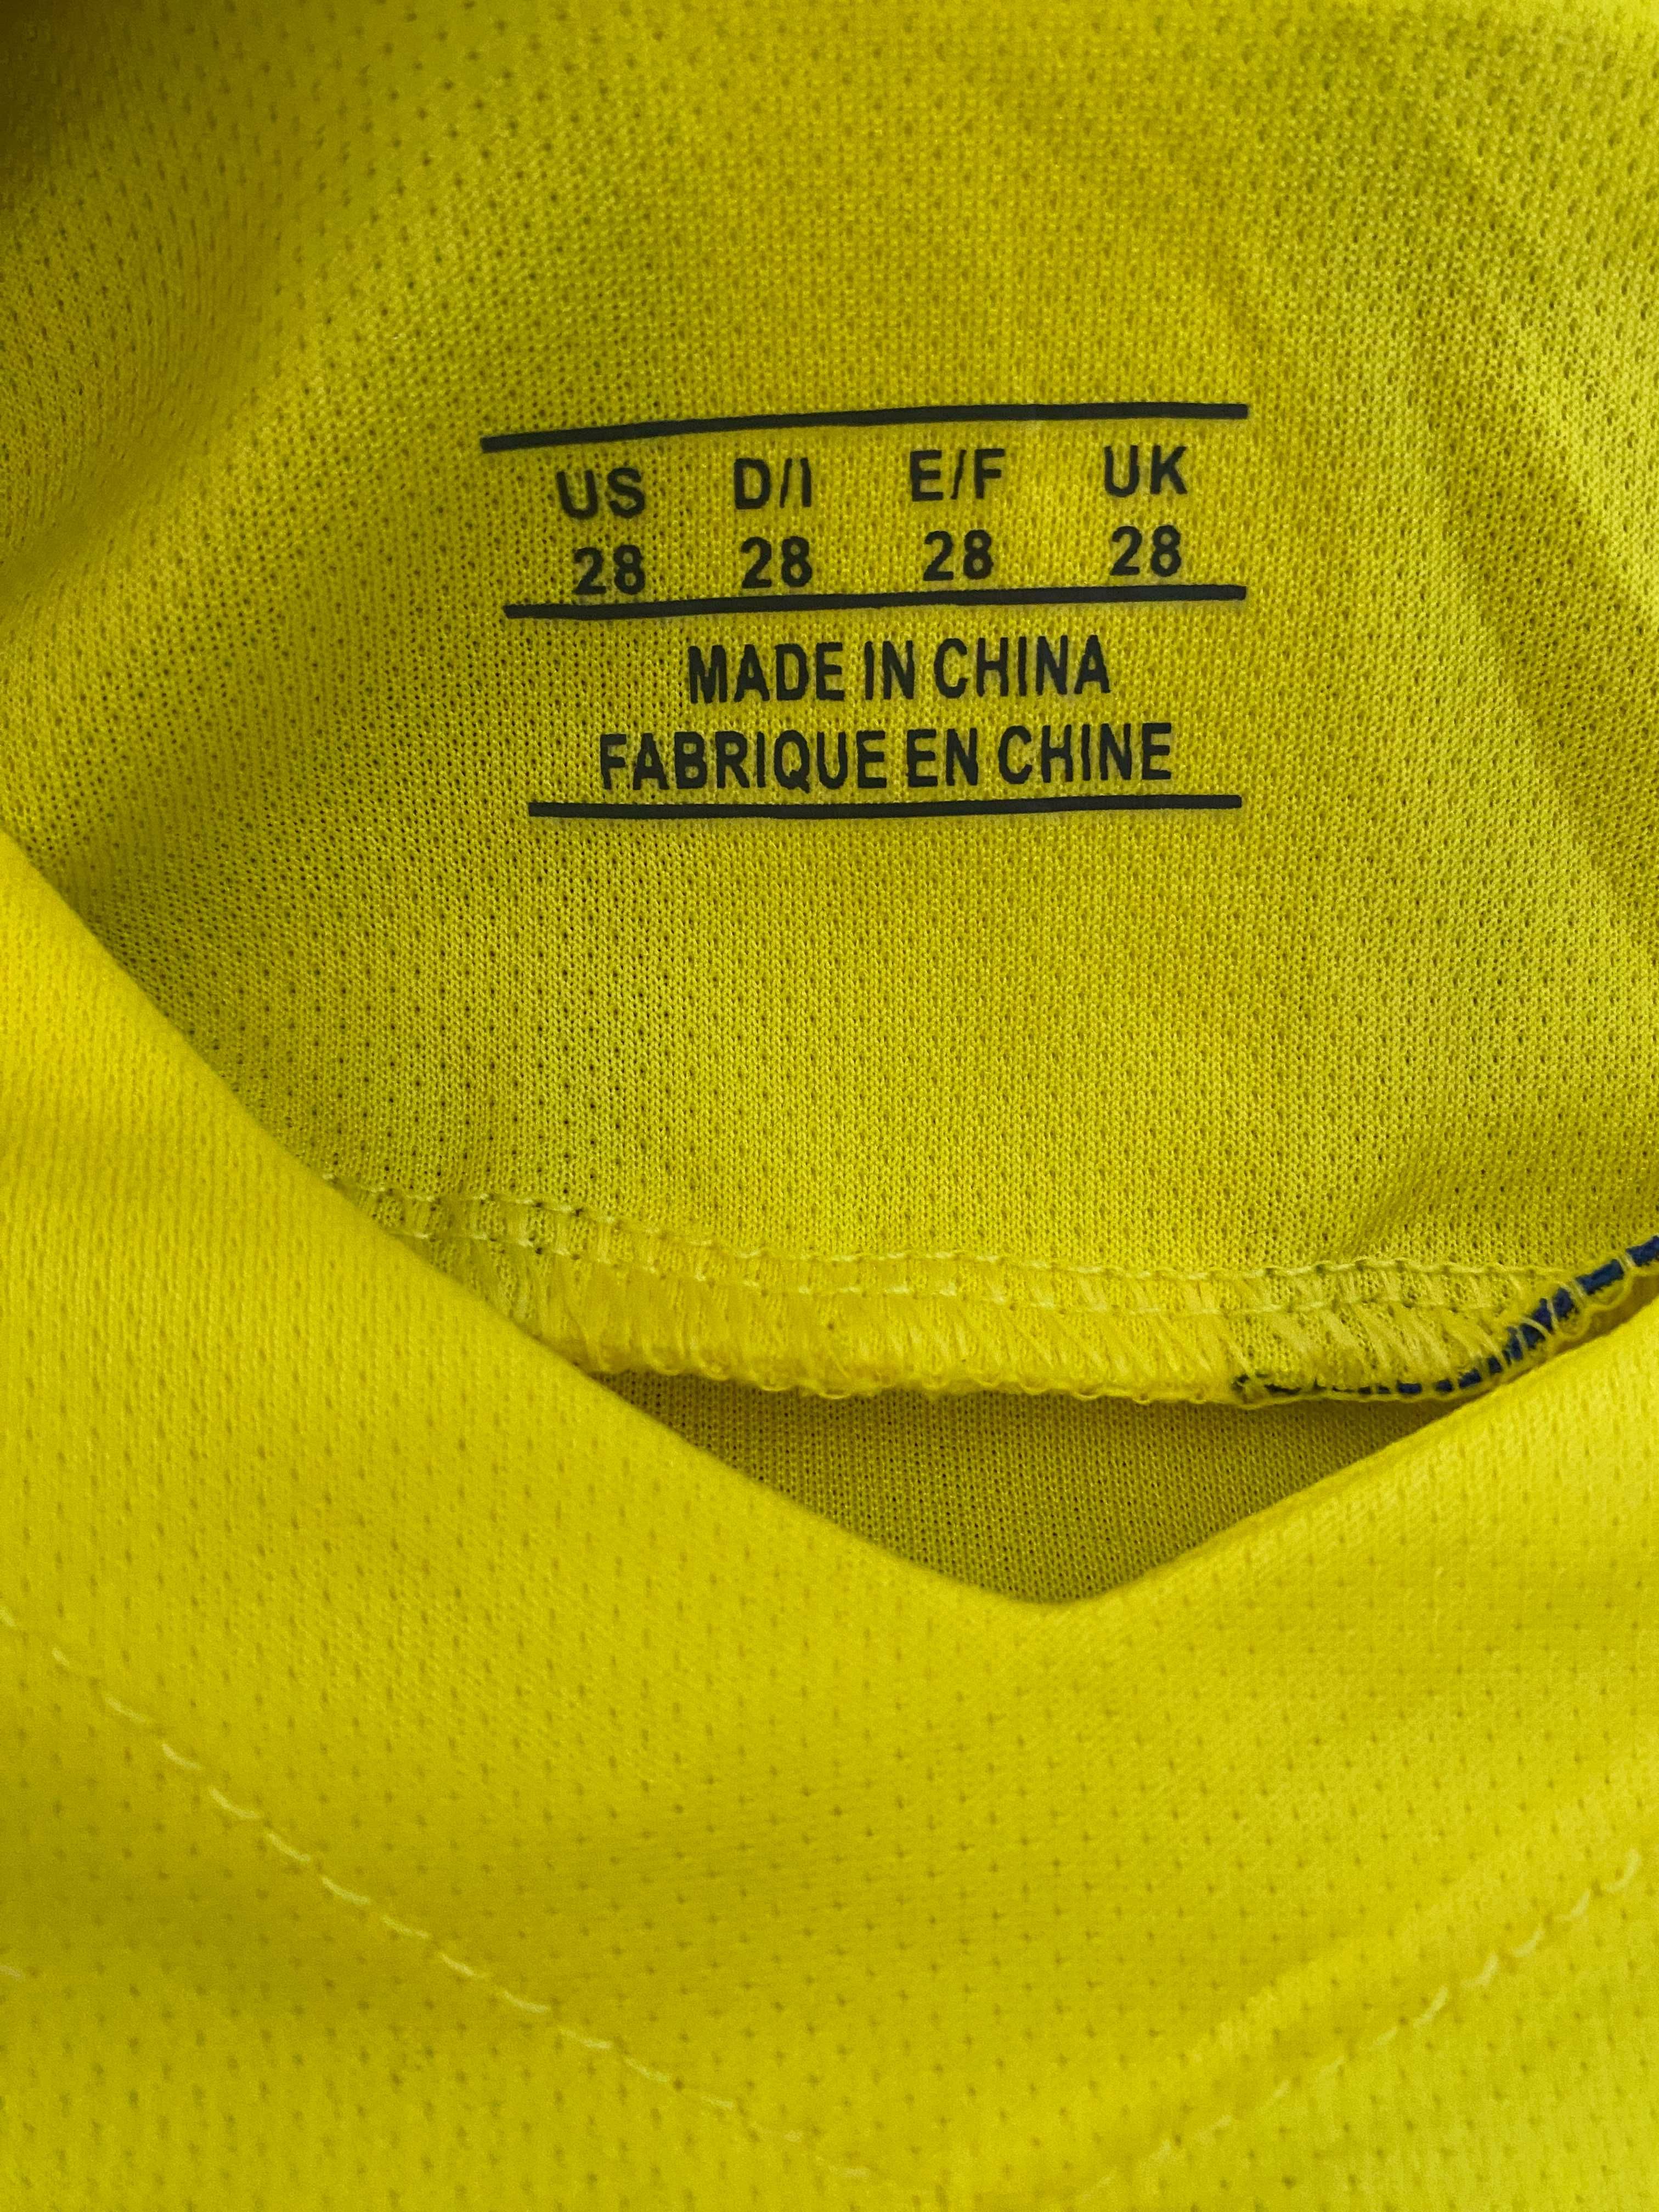 US D/I E/F UK
28 28 28 28
MADE IN CHINA
FABRIQUE EN CHINE